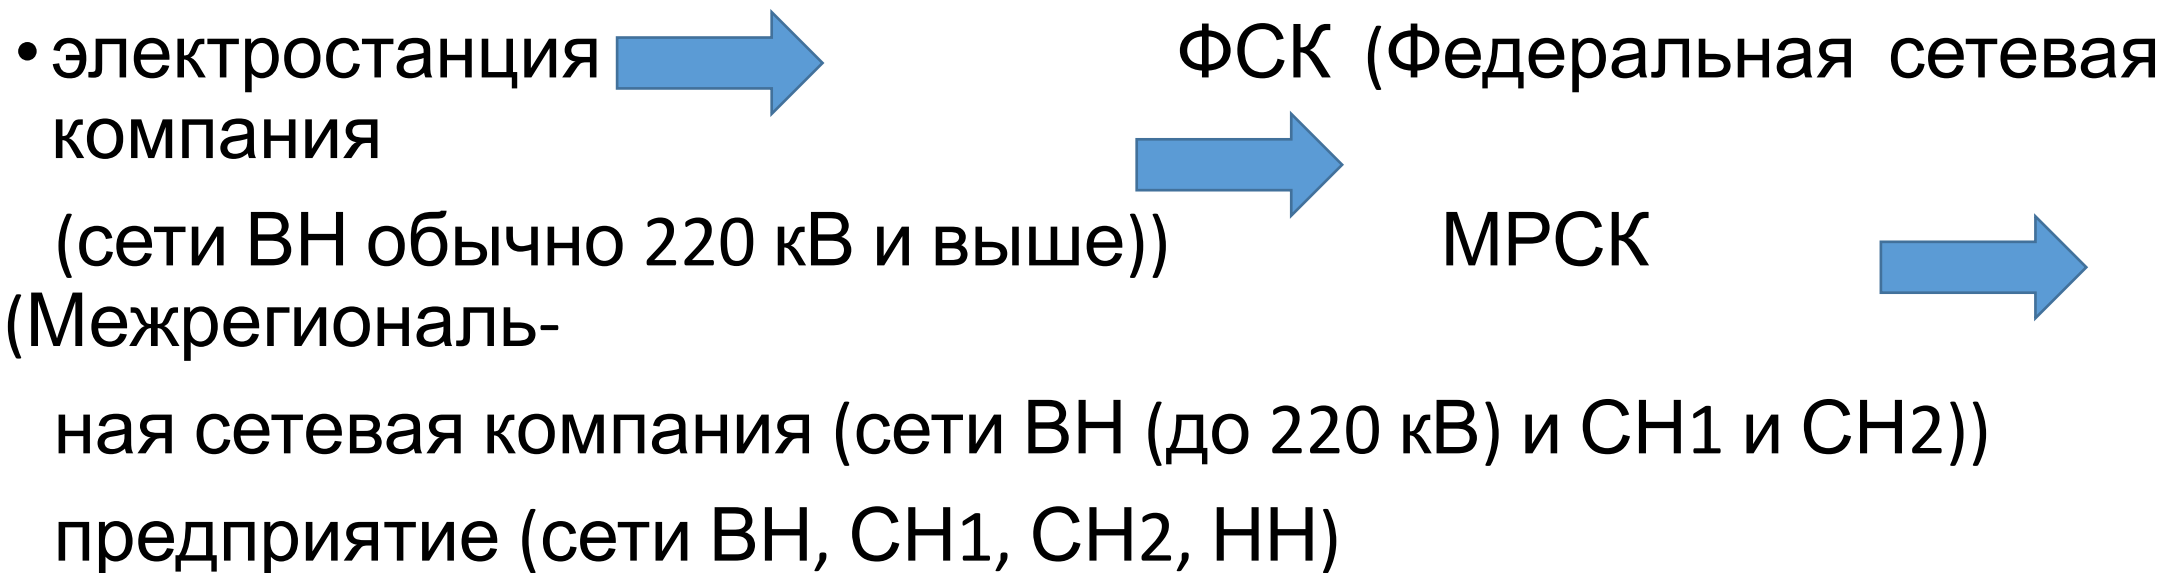 • электростанция ФСК (Федеральная сетевая
компания
(сети ВН обычно 220 кВ и выше)) МРСК
(Межрегиональ-
ная сетевая компания (сети ВН (до 220 кВ) и СН1 и СН2))
предприятие (сети ВН, СН1, СН2, НН)